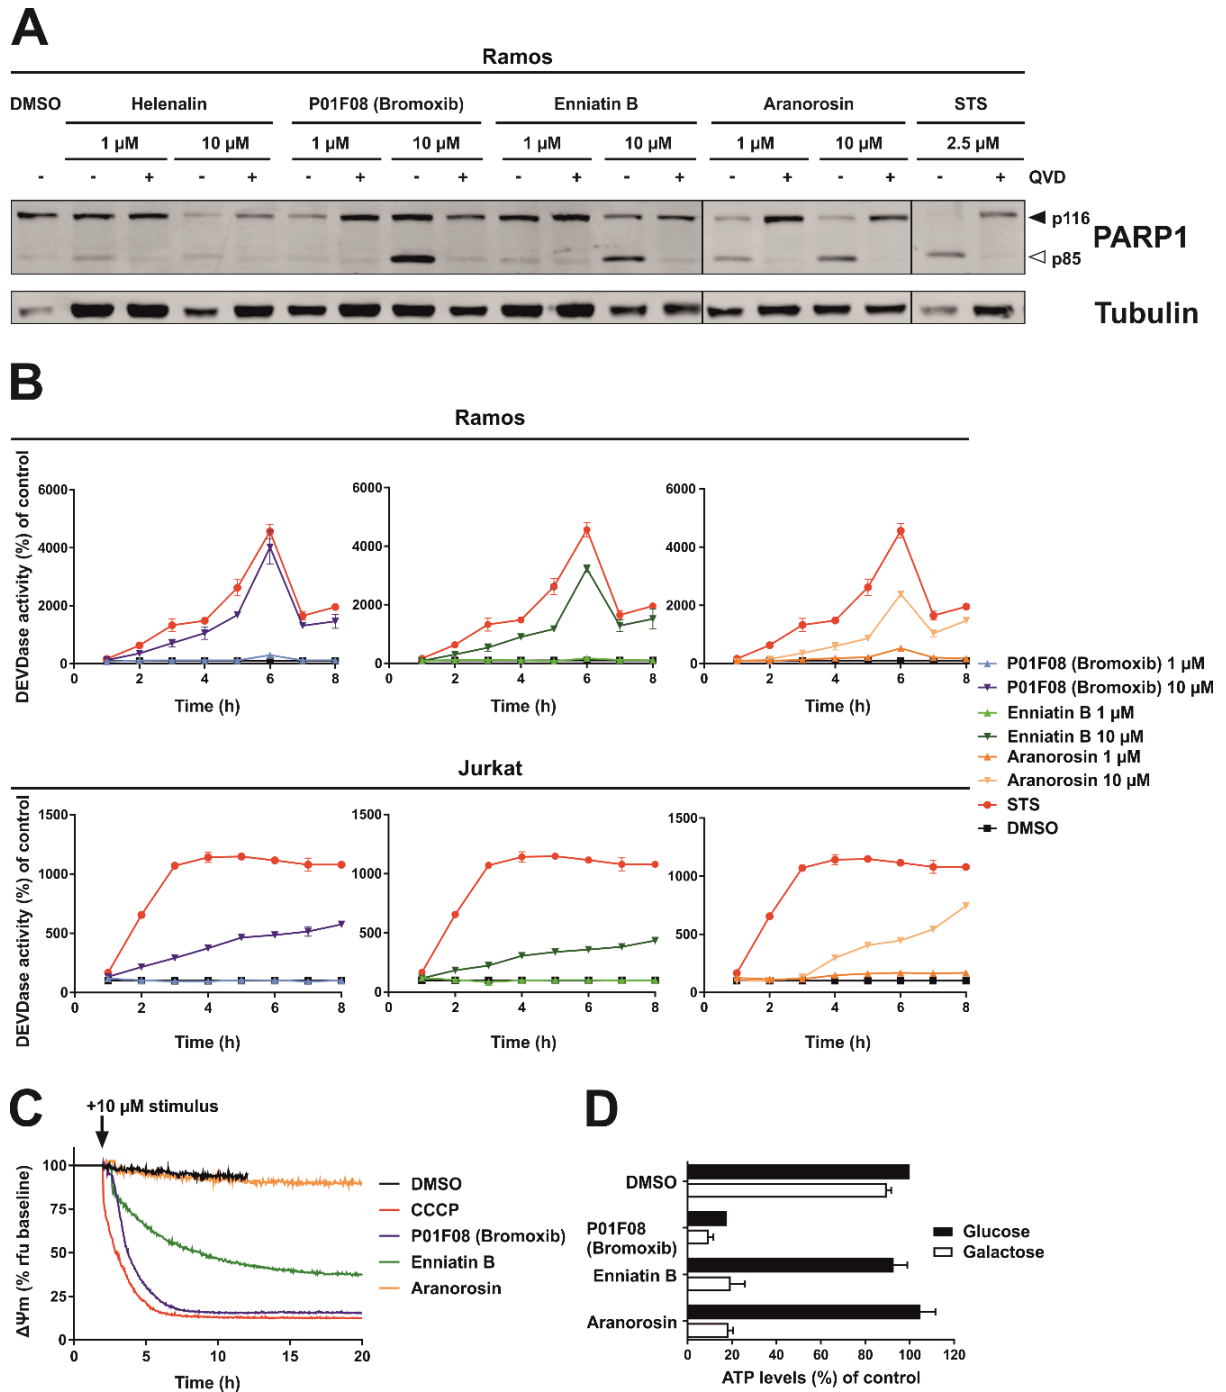 A
Ramos
DMSO Helenalin P01F08 (Bromoxib) Enniatin B Aranorosin STS
1 µM 10 µM 1 µM 10 µM 1 µM 10 µM 1 µM 10 µM 2.5 µM
- - + - + - + - + - + - + - + - + - + QVD
p116
PARP1
p85
Tubulin
B
Ramos
DEVDase activity (%) of control
6000 6000 6000
4000 4000 4000
2000 2000 2000
0 0 0
0 2 4 6 8 0 2 4 6 8 0 2 4 6 8
Time (h) Time (h) Time (h)
P01F08 (Bromoxib) 1 µM
P01F08 (Bromoxib) 10 µM
Enniatin B 1 µM
Enniatin B 10 µM
Aranorosin 1 µM
Aranorosin 10 µM
STS
DMSO
Jurkat
DEVDase activity (%) of control
1500 1500 1500
1000 1000 1000
500 500 500
0 0 0
0 2 4 6 8 0 2 4 6 8 0 2 4 6 8
Time (h) Time (h) Time (h)
C
+10 µM stimulus
ΔΨm (% rfu baseline)
100
75
50
25
0
0 5 10 15 20
Time (h)
DMSO
CCCP
P01F08 (Bromoxib)
Enniatin B
Aranorosin
D
DMSO
P01F08
(Bromoxib)
Enniatin B
Aranorosin
Glucose
Galactose
0 20 40 60 80 100 120
ATP levels (%) of control